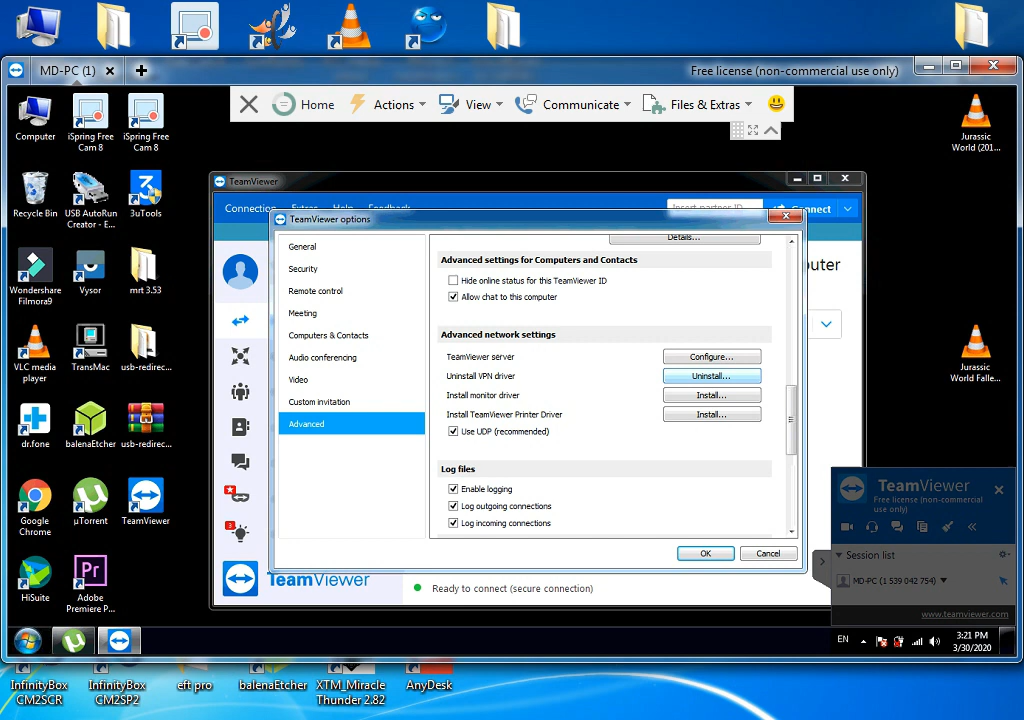 MD-PC (1)
Free license (non-commercial use only)
Home
Actions
View
Communicate
Files & Extras
Computer
iSpring Free
Cam 8
iSpring Free
Cam 8
Jurassic
World (201...
Recycle Bin
USB AutoRun
Creator - E...
3uTools
TeamViewer
Connection
Extras
Help
Feedback
Insert partner ID
Connect
TeamViewer options
General
Security
Remote control
Meeting
Computers & Contacts
Audio conferencing
Video
Custom invitation
Advanced
Details...
Advanced settings for Computers and Contacts
Hide online status for this TeamViewer ID
Allow chat to this computer
Advanced network settings
TeamViewer server
Configure...
Uninstall VPN driver
Uninstall...
Install monitor driver
Install...
Install TeamViewer Printer Driver
Install...
Use UDP (recommended)
Log files
Enable logging
Log outgoing connections
Log incoming connections
OK
Cancel
uter
Wondershare
Filmora9
Vysor
mrt 3.53
VLC media
player
TransMac
usb-redirec...
Jurassic
World Falle...
dr.fone
balenaEtcher
usb-redirec...
Google
Chrome
µTorrent
TeamViewer
HiSuite
Pr
Adobe
Premiere P...
TeamViewer
Ready to connect (secure connection)
TeamViewer
Free license (non-commercial
use only)
Session list
MD-PC (1 539 042 754)
www.teamviewer.com
EN
3:21 PM
3/30/2020
InfinityBox
CM2SCR
InfinityBox
CM2SP2
eft pro
balenaEtcher
XTM_Miracle
Thunder 2.82
AnyDesk